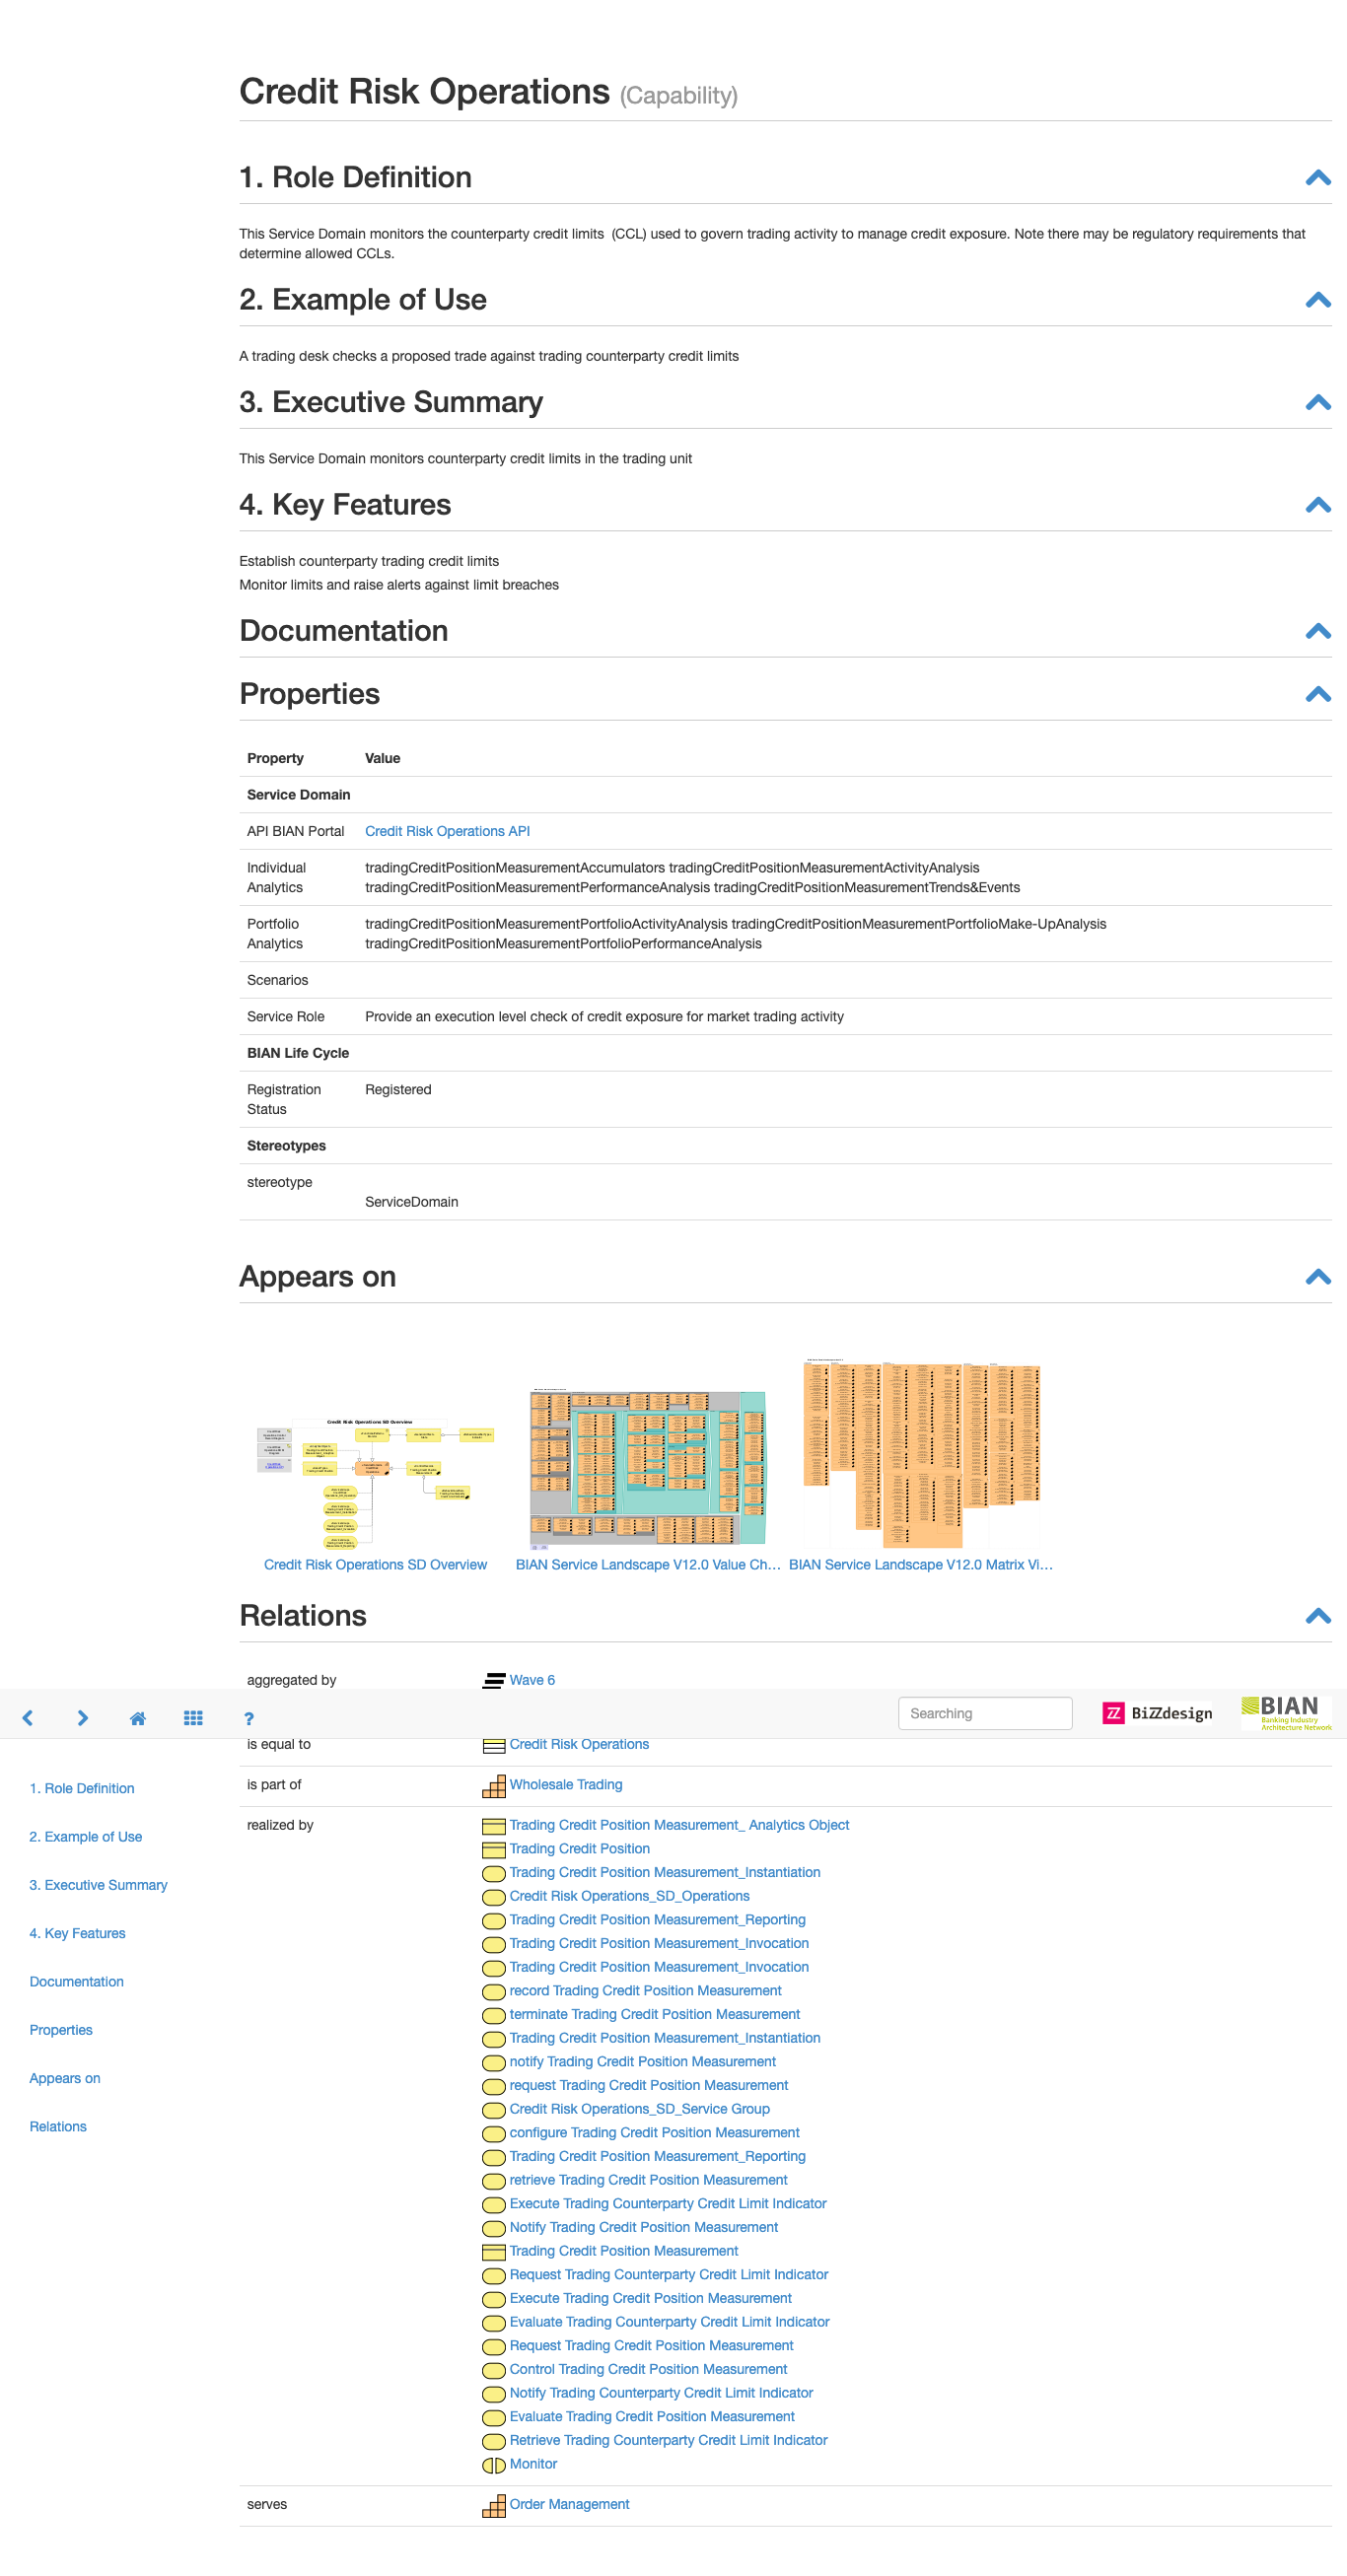 Credit Risk Operations (Capability)
1. Role Definition
This Service Domain monitors the counterparty credit limits  (CCL) used to govern trading activity to manage credit exposure. Note there may be regulatory requirements that
determine allowed CCLs.
2. Example of Use
A trading desk checks a proposed trade against trading counterparty credit limits
3. Executive Summary
This Service Domain monitors counterparty credit limits in the trading unit
4. Key Features
Establish counterparty trading credit limits
Monitor limits and raise alerts against limit breaches
Documentation
Properties
Property Value
Service Domain
API BIAN Portal Credit Risk Operations API
Individual
Analytics
tradingCreditPositionMeasurementAccumulators tradingCreditPositionMeasurementActivityAnalysis
tradingCreditPositionMeasurementPerformanceAnalysis tradingCreditPositionMeasurementTrends&Events
Portfolio
Analytics
tradingCreditPositionMeasurementPortfolioActivityAnalysis tradingCreditPositionMeasurementPortfolioMake-UpAnalysis
tradingCreditPositionMeasurementPortfolioPerformanceAnalysis
Scenarios
Service Role Provide an execution level check of credit exposure for market trading activity
BIAN Life Cycle
Registration
Status
Registered
Stereotypes
stereotype
ServiceDomain
Appears on
Credit Risk Operations SD Overview
Credit Risk Operations SD Overview
BIAN Service Landscape V12.0 Value Ch...
BIAN Service Landscape V12.0 Matrix Vi...
Relations
aggregated by Wave 6
?
Searching
BiZZdesign
BIAN
Banking Industry
Architecture Network
is equal to Credit Risk Operations
is part of Wholesale Trading
realized by
Trading Credit Position Measurement_ Analytics Object
Trading Credit Position
Trading Credit Position Measurement_Instantiation
Credit Risk Operations_SD_Operations
Trading Credit Position Measurement_Reporting
Trading Credit Position Measurement_Invocation
Trading Credit Position Measurement_Invocation
record Trading Credit Position Measurement
terminate Trading Credit Position Measurement
Trading Credit Position Measurement_Instantiation
notify Trading Credit Position Measurement
request Trading Credit Position Measurement
Credit Risk Operations_SD_Service Group
configure Trading Credit Position Measurement
Trading Credit Position Measurement_Reporting
retrieve Trading Credit Position Measurement
Execute Trading Counterparty Credit Limit Indicator
Notify Trading Credit Position Measurement
Trading Credit Position Measurement
Request Trading Counterparty Credit Limit Indicator
Execute Trading Credit Position Measurement
Evaluate Trading Counterparty Credit Limit Indicator
Request Trading Credit Position Measurement
Control Trading Credit Position Measurement
Notify Trading Counterparty Credit Limit Indicator
Evaluate Trading Credit Position Measurement
Retrieve Trading Counterparty Credit Limit Indicator
Monitor
serves Order Management
1. Role Definition
2. Example of Use
3. Executive Summary
4. Key Features
Documentation
Properties
Appears on
Relations